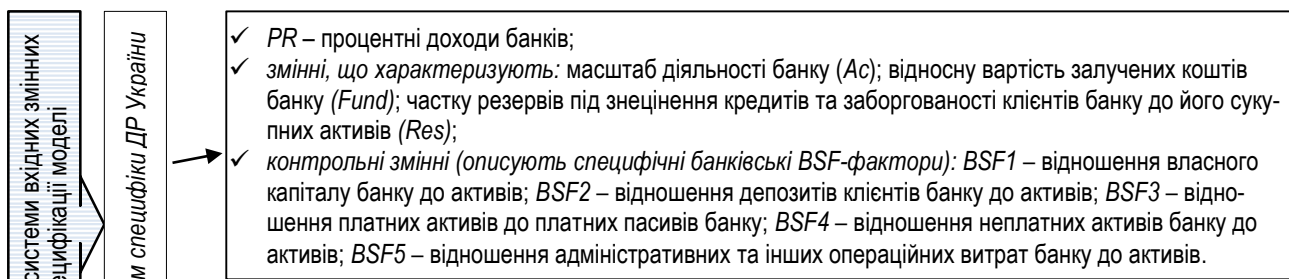 системи вхідних змінних
моделі
специфіки ДР України
✓ PR – процентні доходи банків;
✓ змінні, що характеризують: масштаб діяльності банку (Ac); відносну вартість залучених коштів
банку (Fund); частку резервів під знецінення кредитів та заборгованості клієнтів банку до його суку-
пних активів (Res);
✓ контрольні змінні (описують специфічні банківські BSF-фактори): BSF1 – відношення власного
капіталу банку до активів; BSF2 – відношення депозитів клієнтів банку до активів; BSF3 – відно-
шення платних активів до платних пасивів банку; BSF4 – відношення неплатних активів банку до
активів; BSF5 – відношення адміністративних та інших операційних витрат банку до активів.